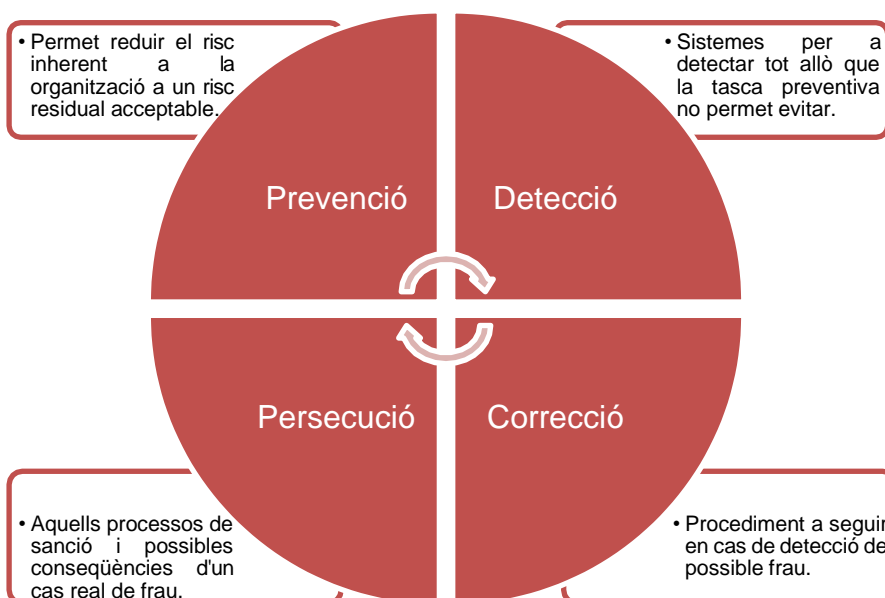 • Permet reduir el risc
inherent a la
organització a un risc
residual acceptable.
• Sistemes per a
detectar tot allò que
la tasca preventiva
no permet evitar.
Prevenció
Detecció
Persecució
Correcció
• Aquells processos de
sanció i possibles
conseqüències d'un
cas real de frau.
• Procediment a seguir
en cas de detecció de
possible frau.